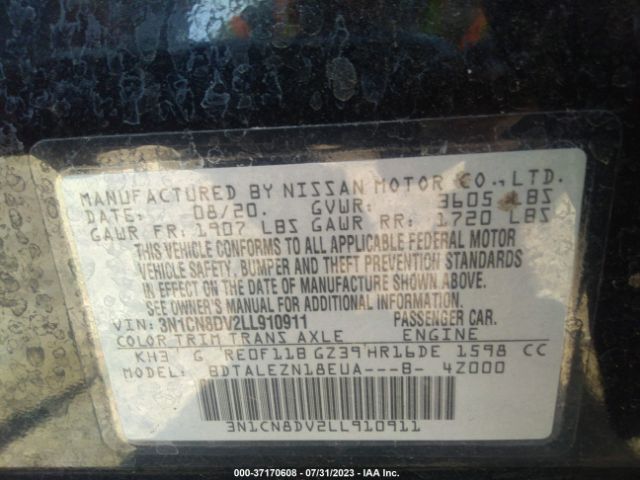 MANUFACTURED BY NISSAN MOTOR CO.,LTD.
DATE: 08/20. GVWR: 3605 LBS
GAWR FR: 1907 LBS GAWR RR: 1720 LBS
THIS VEHICLE CONFORMS TO ALL APPLICABLE FEDERAL MOTOR
VEHICLE SAFETY, BUMPER AND THEFT PREVENTION STANDARDS
IN EFFECT ON THE DATE OF MANUFACTURE SHOWN ABOVE.
SEE OWNER'S MANUAL FOR ADDITIONAL INFORMATION.
VIN: 3N1CN8DV2LL910911 PASSENGER CAR.
COLOR TRIM TRANS AXLE ENGINE
KH3 G RE0F11B GZ39 HR16DE 1598 CC
MODEL: BDTALEZN18EUA---B- 4Z000
3N1CN8DV2LL910911
000-37170608 - 07/31/2023 - IAA Inc.